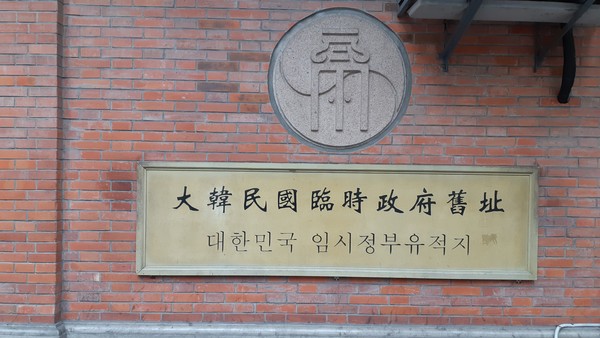 大韓民國臨時政府舊址
대한민국 임시정부유적지